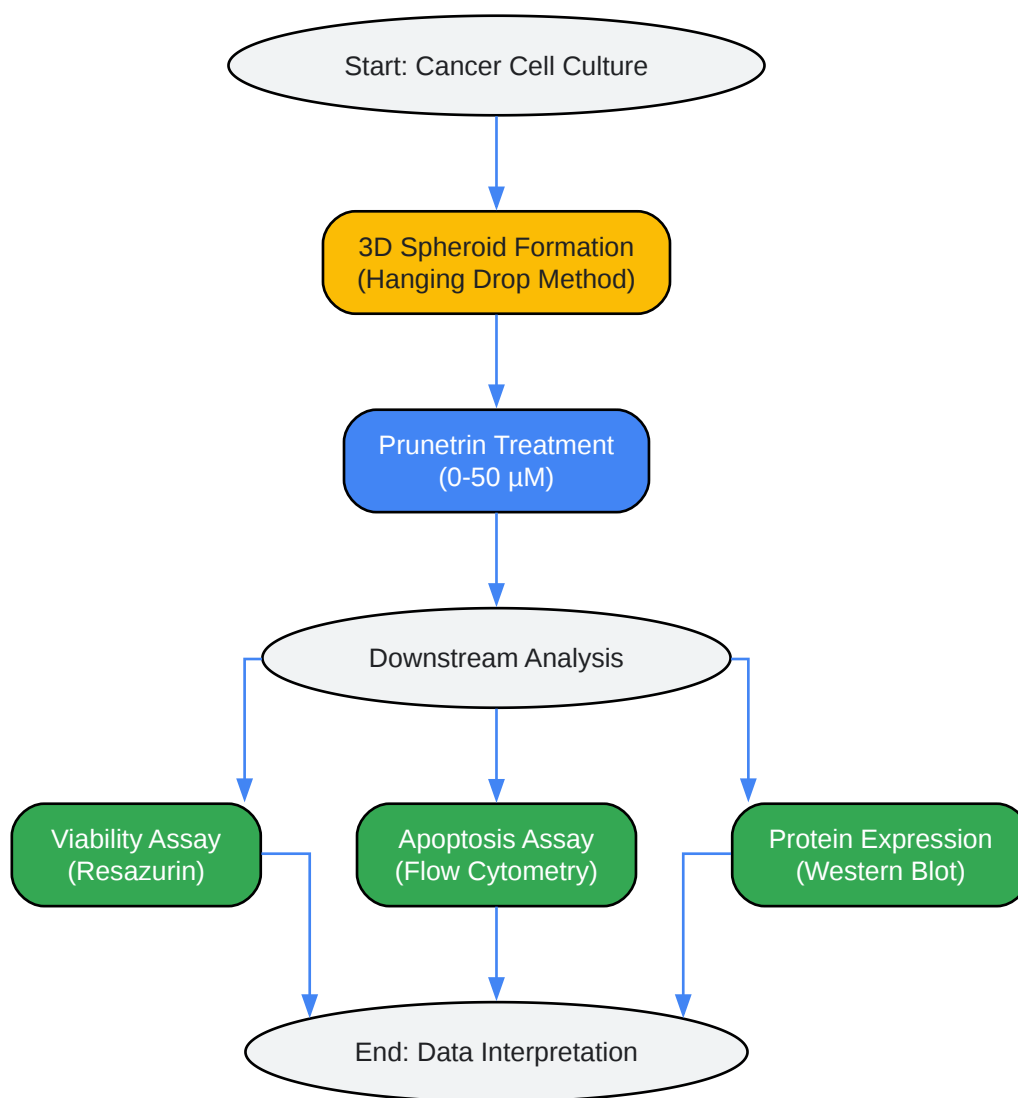 Start: Cancer Cell Culture
3D Spheroid Formation
(Hanging Drop Method)
Prunetrin Treatment
(0-50 µM)
Downstream Analysis
Viability Assay
(Resazurin)
Apoptosis Assay
(Flow Cytometry)
Protein Expression
(Western Blot)
End: Data Interpretation